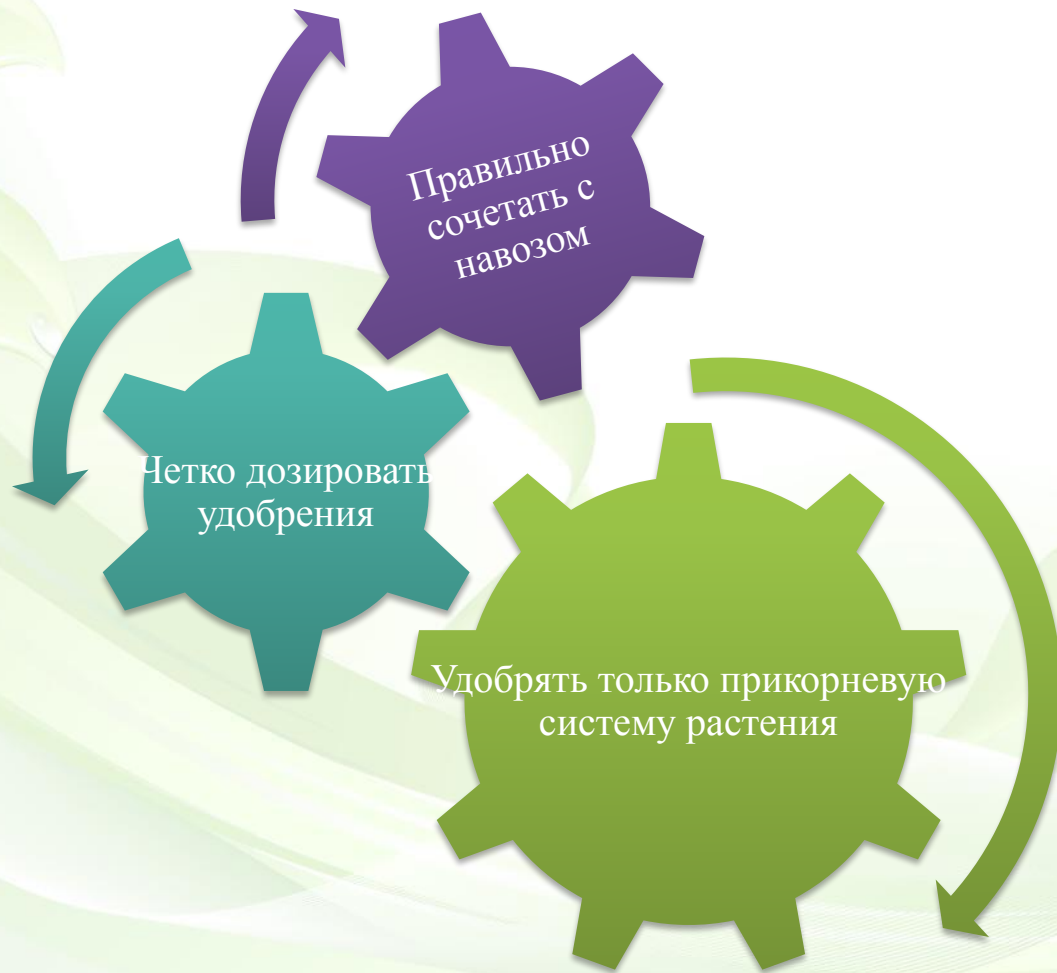 Правильно
сочетать с
навозом
Четко дозировать
удобрения
Удобрять только прикорневую
систему растения